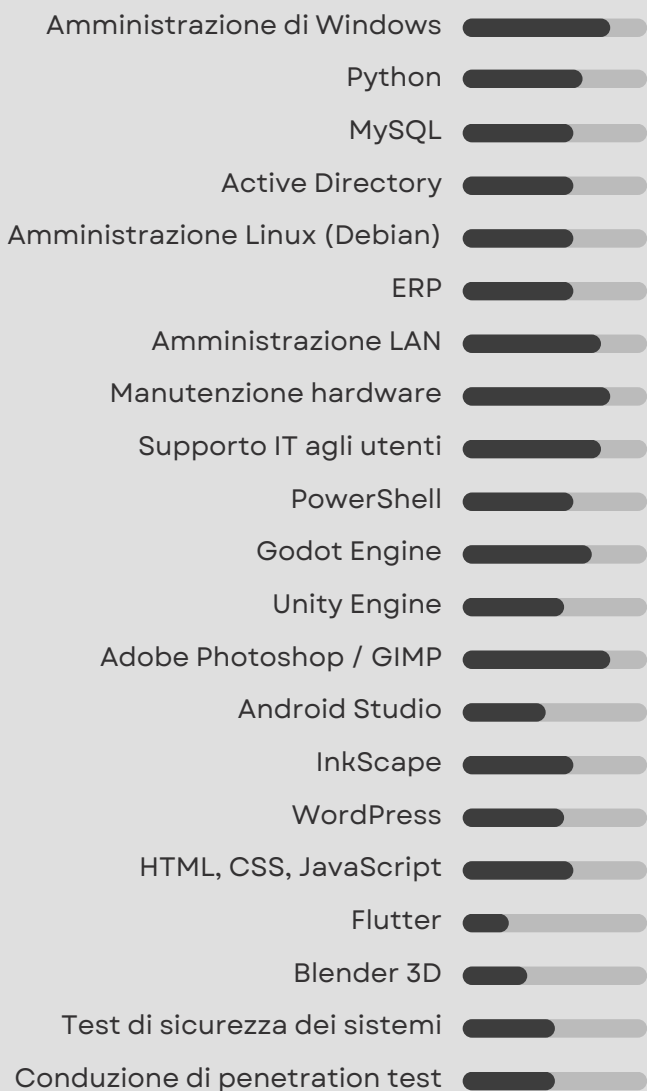 Amministrazione di Windows
Python
MySQL
Active Directory
Amministrazione Linux (Debian)
ERP
Amministrazione LAN
Manutenzione hardware
Supporto IT agli utenti
PowerShell
Godot Engine
Unity Engine
Adobe Photoshop / GIMP
Android Studio
InkScape
WordPress
HTML, CSS, JavaScript
Flutter
Blender 3D
Test di sicurezza dei sistemi
Conduzione di penetration test